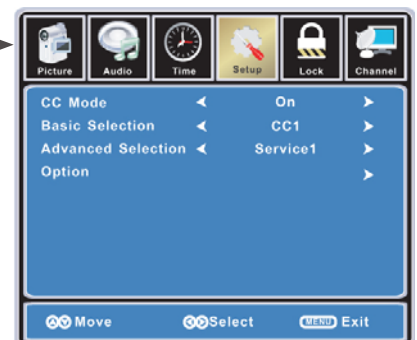 Picture Audio Time Setup Lock Channel
CC Mode On
Basic Selection CC1
Advanced Selection Service1
Option
Move Select MENU Exit